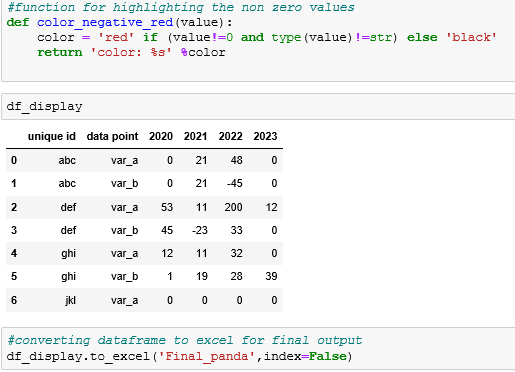 #function for highlighting the non zero values
def color_negative_red(value):
    color = 'red' if (value!=0 and type(value)!=str) else 'black'
    return 'color: %s' %color
df_display
unique id data point 2020 2021 2022 2023
0 abc var_a 0 21 48 0
1 abc var_b 0 21 -45 0
2 def var_a 53 11 200 12
3 def var_b 45 -23 33 0
4 ghi var_a 12 11 32 0
5 ghi var_b 1 19 28 39
6 jkl var_a 0 0 0 0
#converting dataframe to excel for final output
df_display.to_excel('Final_panda',index=False)